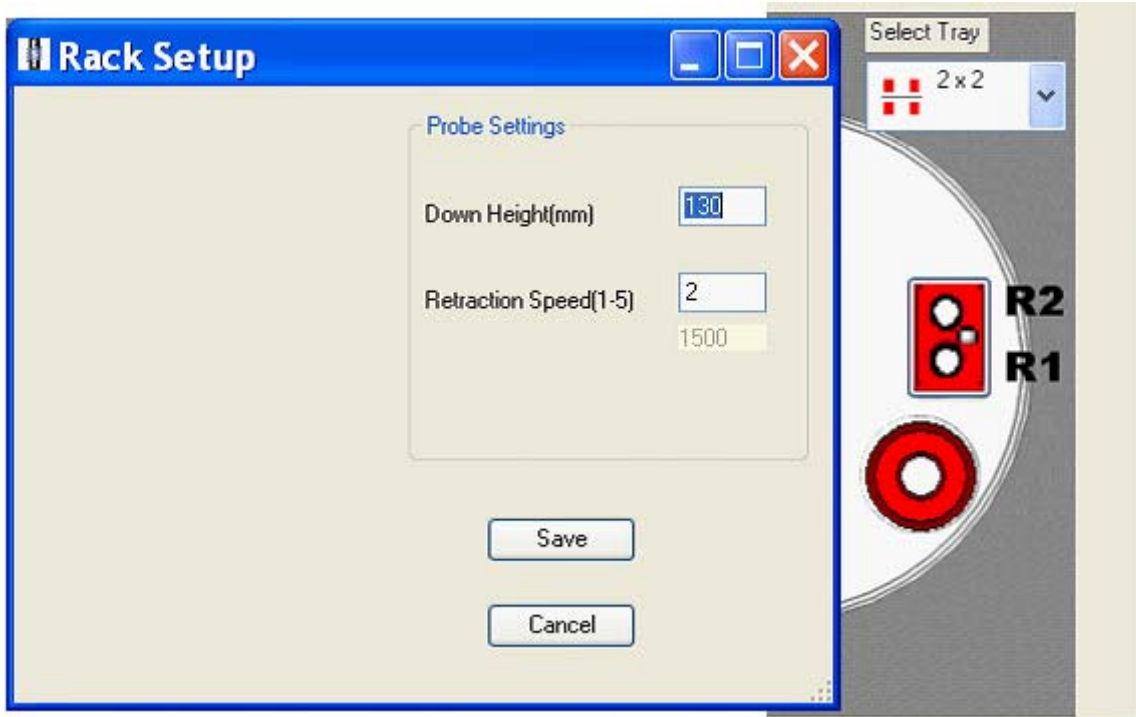 Rack Setup
Select Tray
2 x 2
Probe Settings
Down Height(mm)
130
Retraction Speed(1-5)
2
1500
R2
R1
Save
Cancel